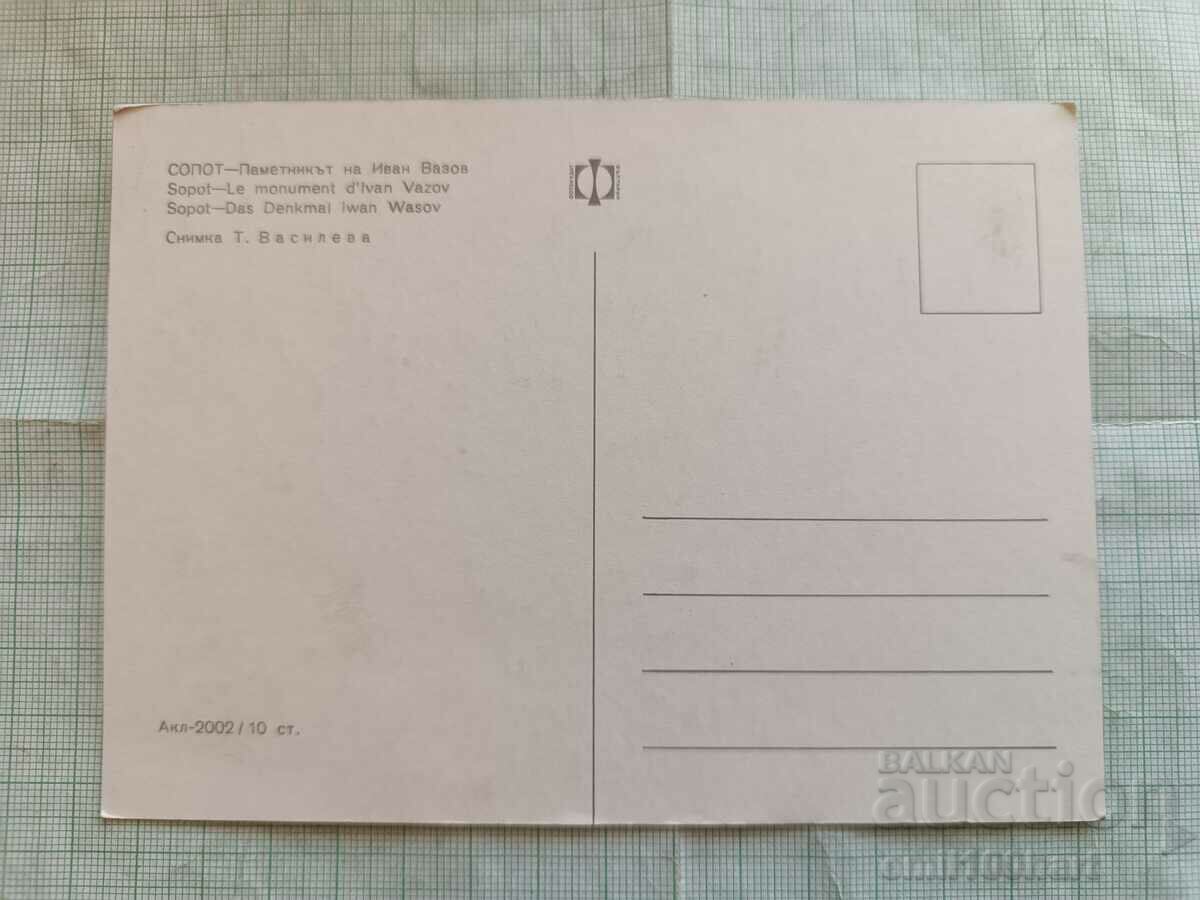 СОПОТ—Паметникът на Иван Вазов
Sopot—Le monument d'Ivan Vazov
Sopot—Das Denkmal Iwan Wasov
Снимка Т. Василева
Акл-2002/10 ст.
BALKAN
auction